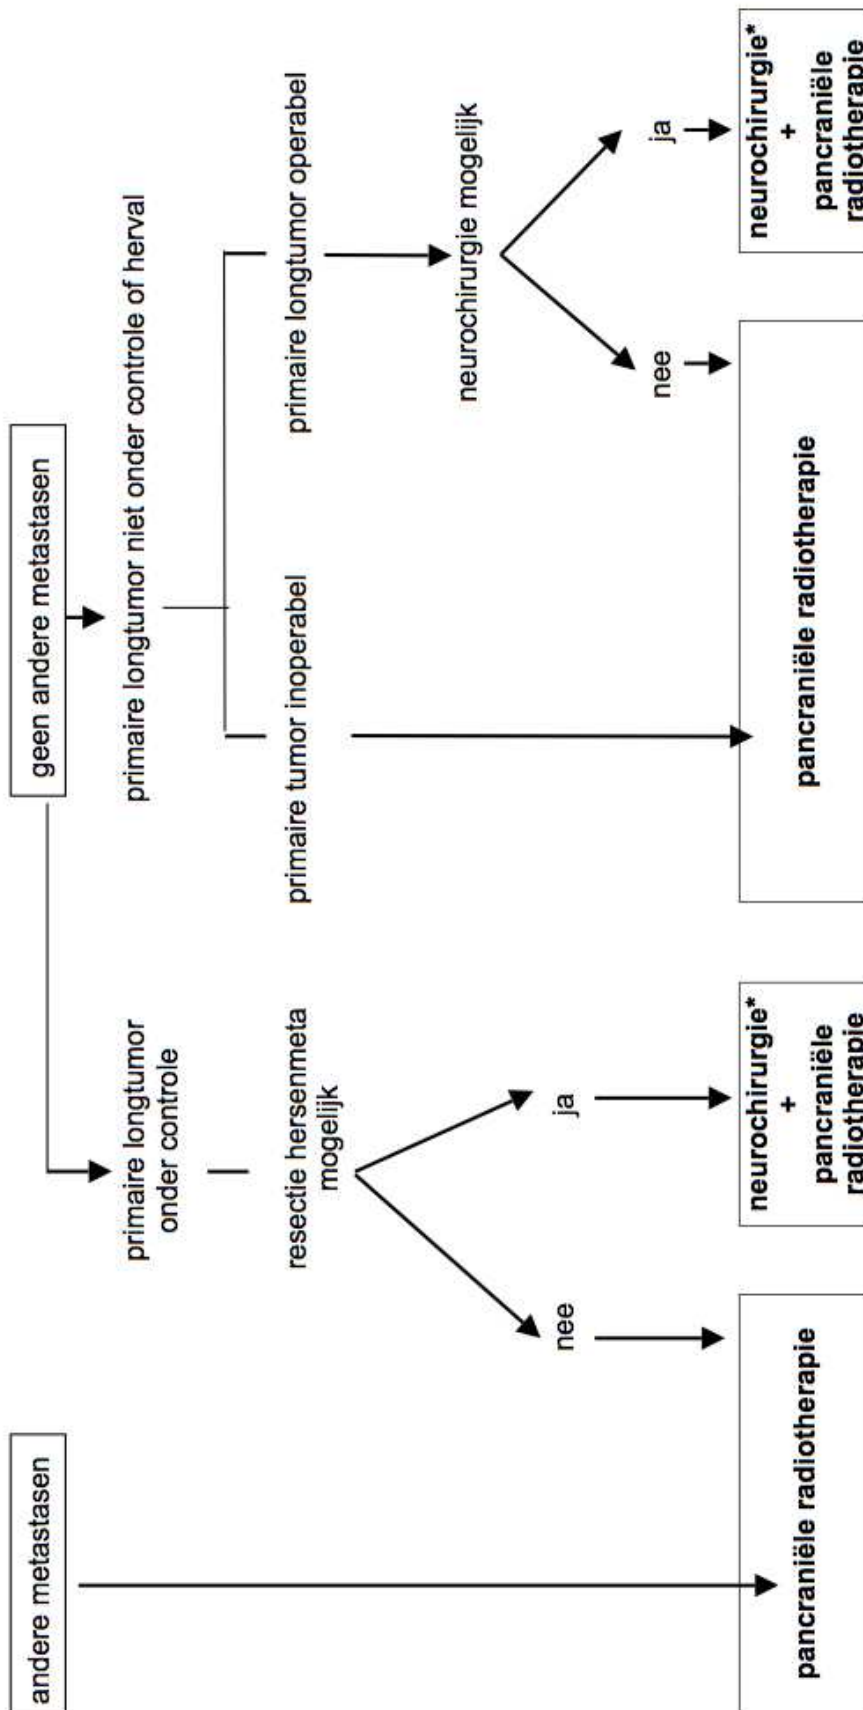 andere metastasen
geen andere metastasen
primaire longtumor
onder controle
primaire longtumor niet onder controle of herval
resectie hersenmeta
mogelijk
primaire tumor inoperabel
primaire longtumor operabel
neurochirurgie mogelijk
nee
ja
nee
ja
pancraniële radiotherapie
neurochirurgie*
+
pancraniële
radiotherapie
pancraniële radiotherapie
neurochirurgie*
+
pancraniële
radiotherapie